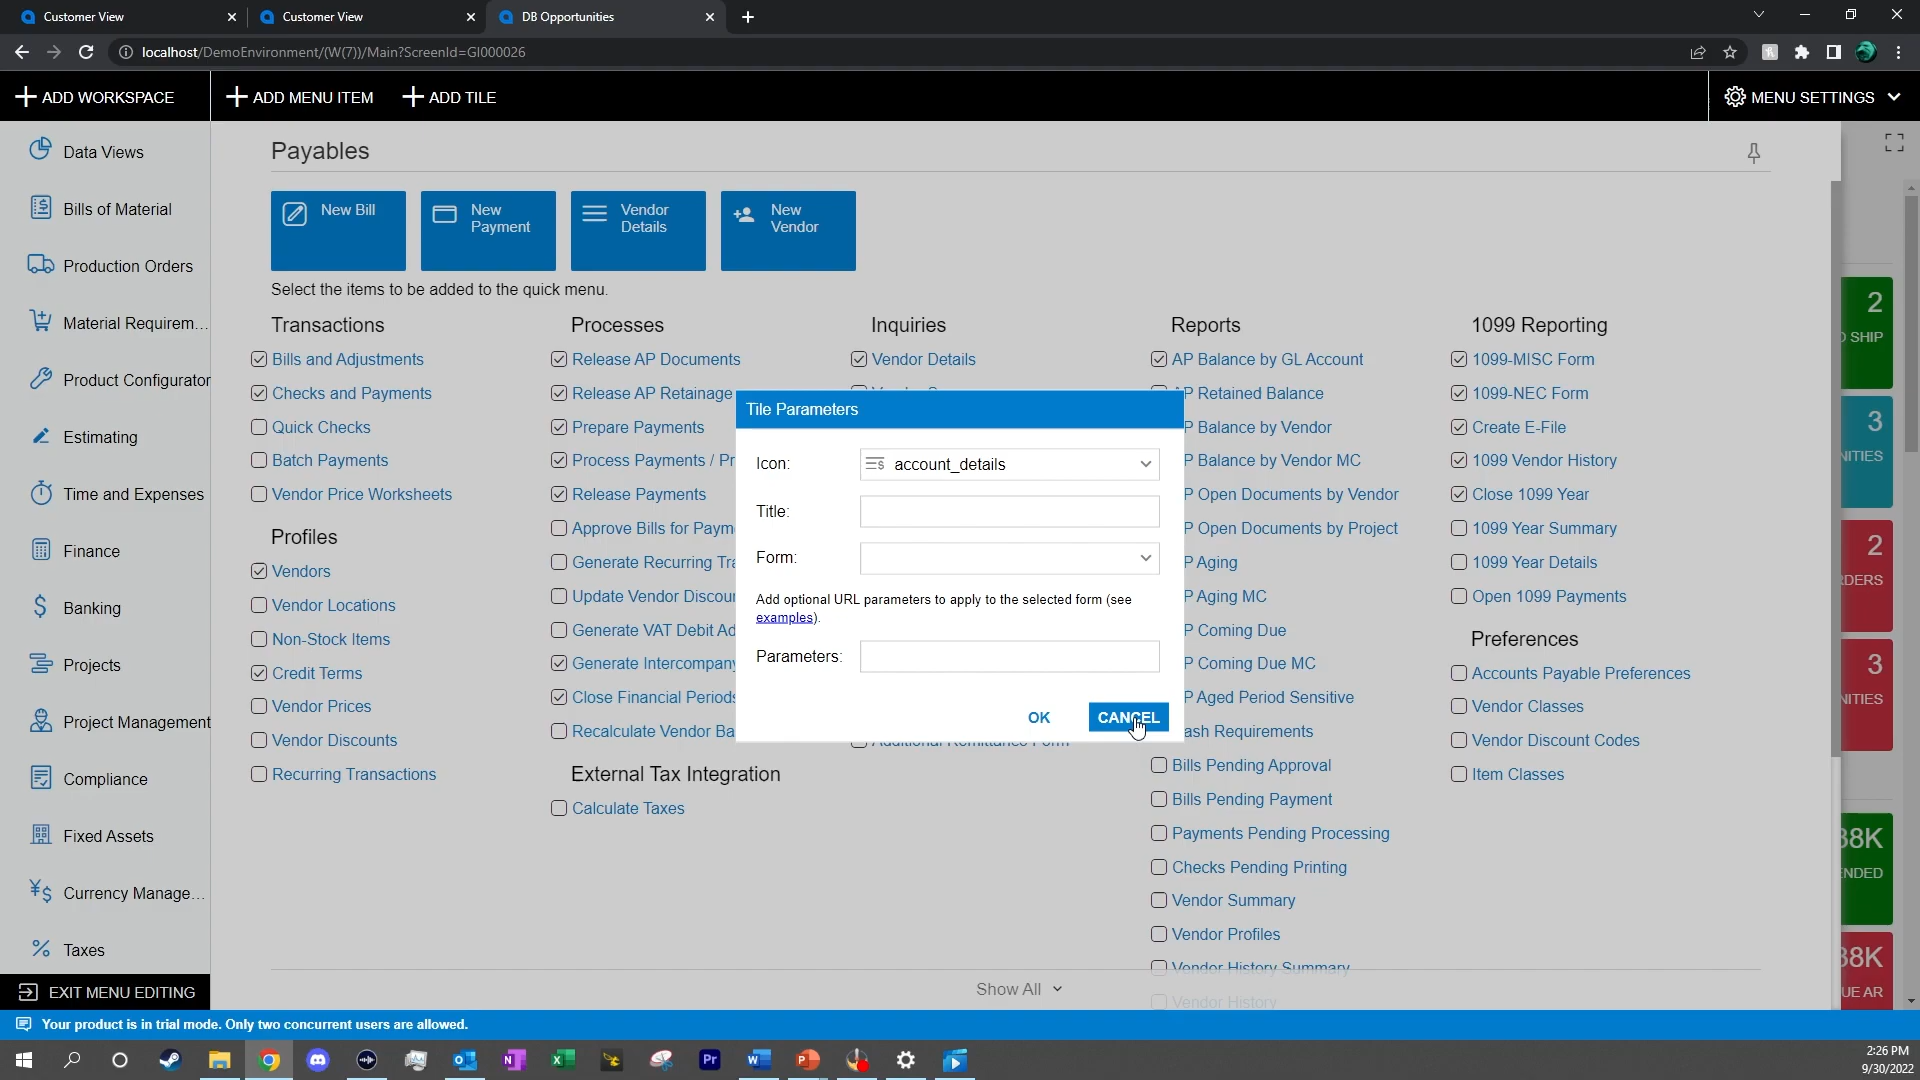 Customer View
Customer View
DB Opportunities
localhost/DemoEnvironment/(W(7))/Main?ScreenId=GI000026
ADD WORKSPACE
ADD MENU ITEM
ADD TILE
MENU SETTINGS
Data Views
Bills of Material
Production Orders
Material Requirem...
Product Configurator
Estimating
Time and Expenses
Finance
Banking
Projects
Project Management
Compliance
Fixed Assets
Currency Manage...
Taxes
EXIT MENU EDITING
Payables
New Bill
New
Payment
Vendor
Details
New
Vendor
Select the items to be added to the quick menu.
Transactions
Bills and Adjustments
Checks and Payments
Quick Checks
Batch Payments
Vendor Price Worksheets
Profiles
Vendors
Vendor Locations
Non-Stock Items
Credit Terms
Vendor Prices
Vendor Discounts
Recurring Transactions
Processes
Release AP Documents
Release AP Retainage
Prepare Payments
Process Payments / Pr
Release Payments
Approve Bills for Paym
Generate Recurring Tra
Update Vendor Discou
Generate VAT Debit Ad
Generate Intercompany
Close Financial Periods
Recalculate Vendor Ba
External Tax Integration
Calculate Taxes
Inquiries
Vendor Details
Additional Remittance Form
Tile Parameters
Icon:
account_details
Title:
Form:
Add optional URL parameters to apply to the selected form (see
examples).
Parameters:
OK
CANCEL
Reports
AP Balance by GL Account
P Retained Balance
P Balance by Vendor
P Balance by Vendor MC
P Open Documents by Vendor
P Open Documents by Project
P Aging
P Aging MC
P Coming Due
P Coming Due MC
P Aged Period Sensitive
ash Requirements
Bills Pending Approval
Bills Pending Payment
Payments Pending Processing
Checks Pending Printing
Vendor Summary
Vendor Profiles
Vendor History Summary
Vendor History
1099 Reporting
1099-MISC Form
1099-NEC Form
Create E-File
1099 Vendor History
Close 1099 Year
1099 Year Summary
1099 Year Details
Open 1099 Payments
Preferences
Accounts Payable Preferences
Vendor Classes
Vendor Discount Codes
Item Classes
Show All
2
SHIP
3
NITIES
2
RDERS
3
NITIES
38K
ENDED
38K
UE AR
Your product is in trial mode. Only two concurrent users are allowed.
2:26 PM
9/30/2022